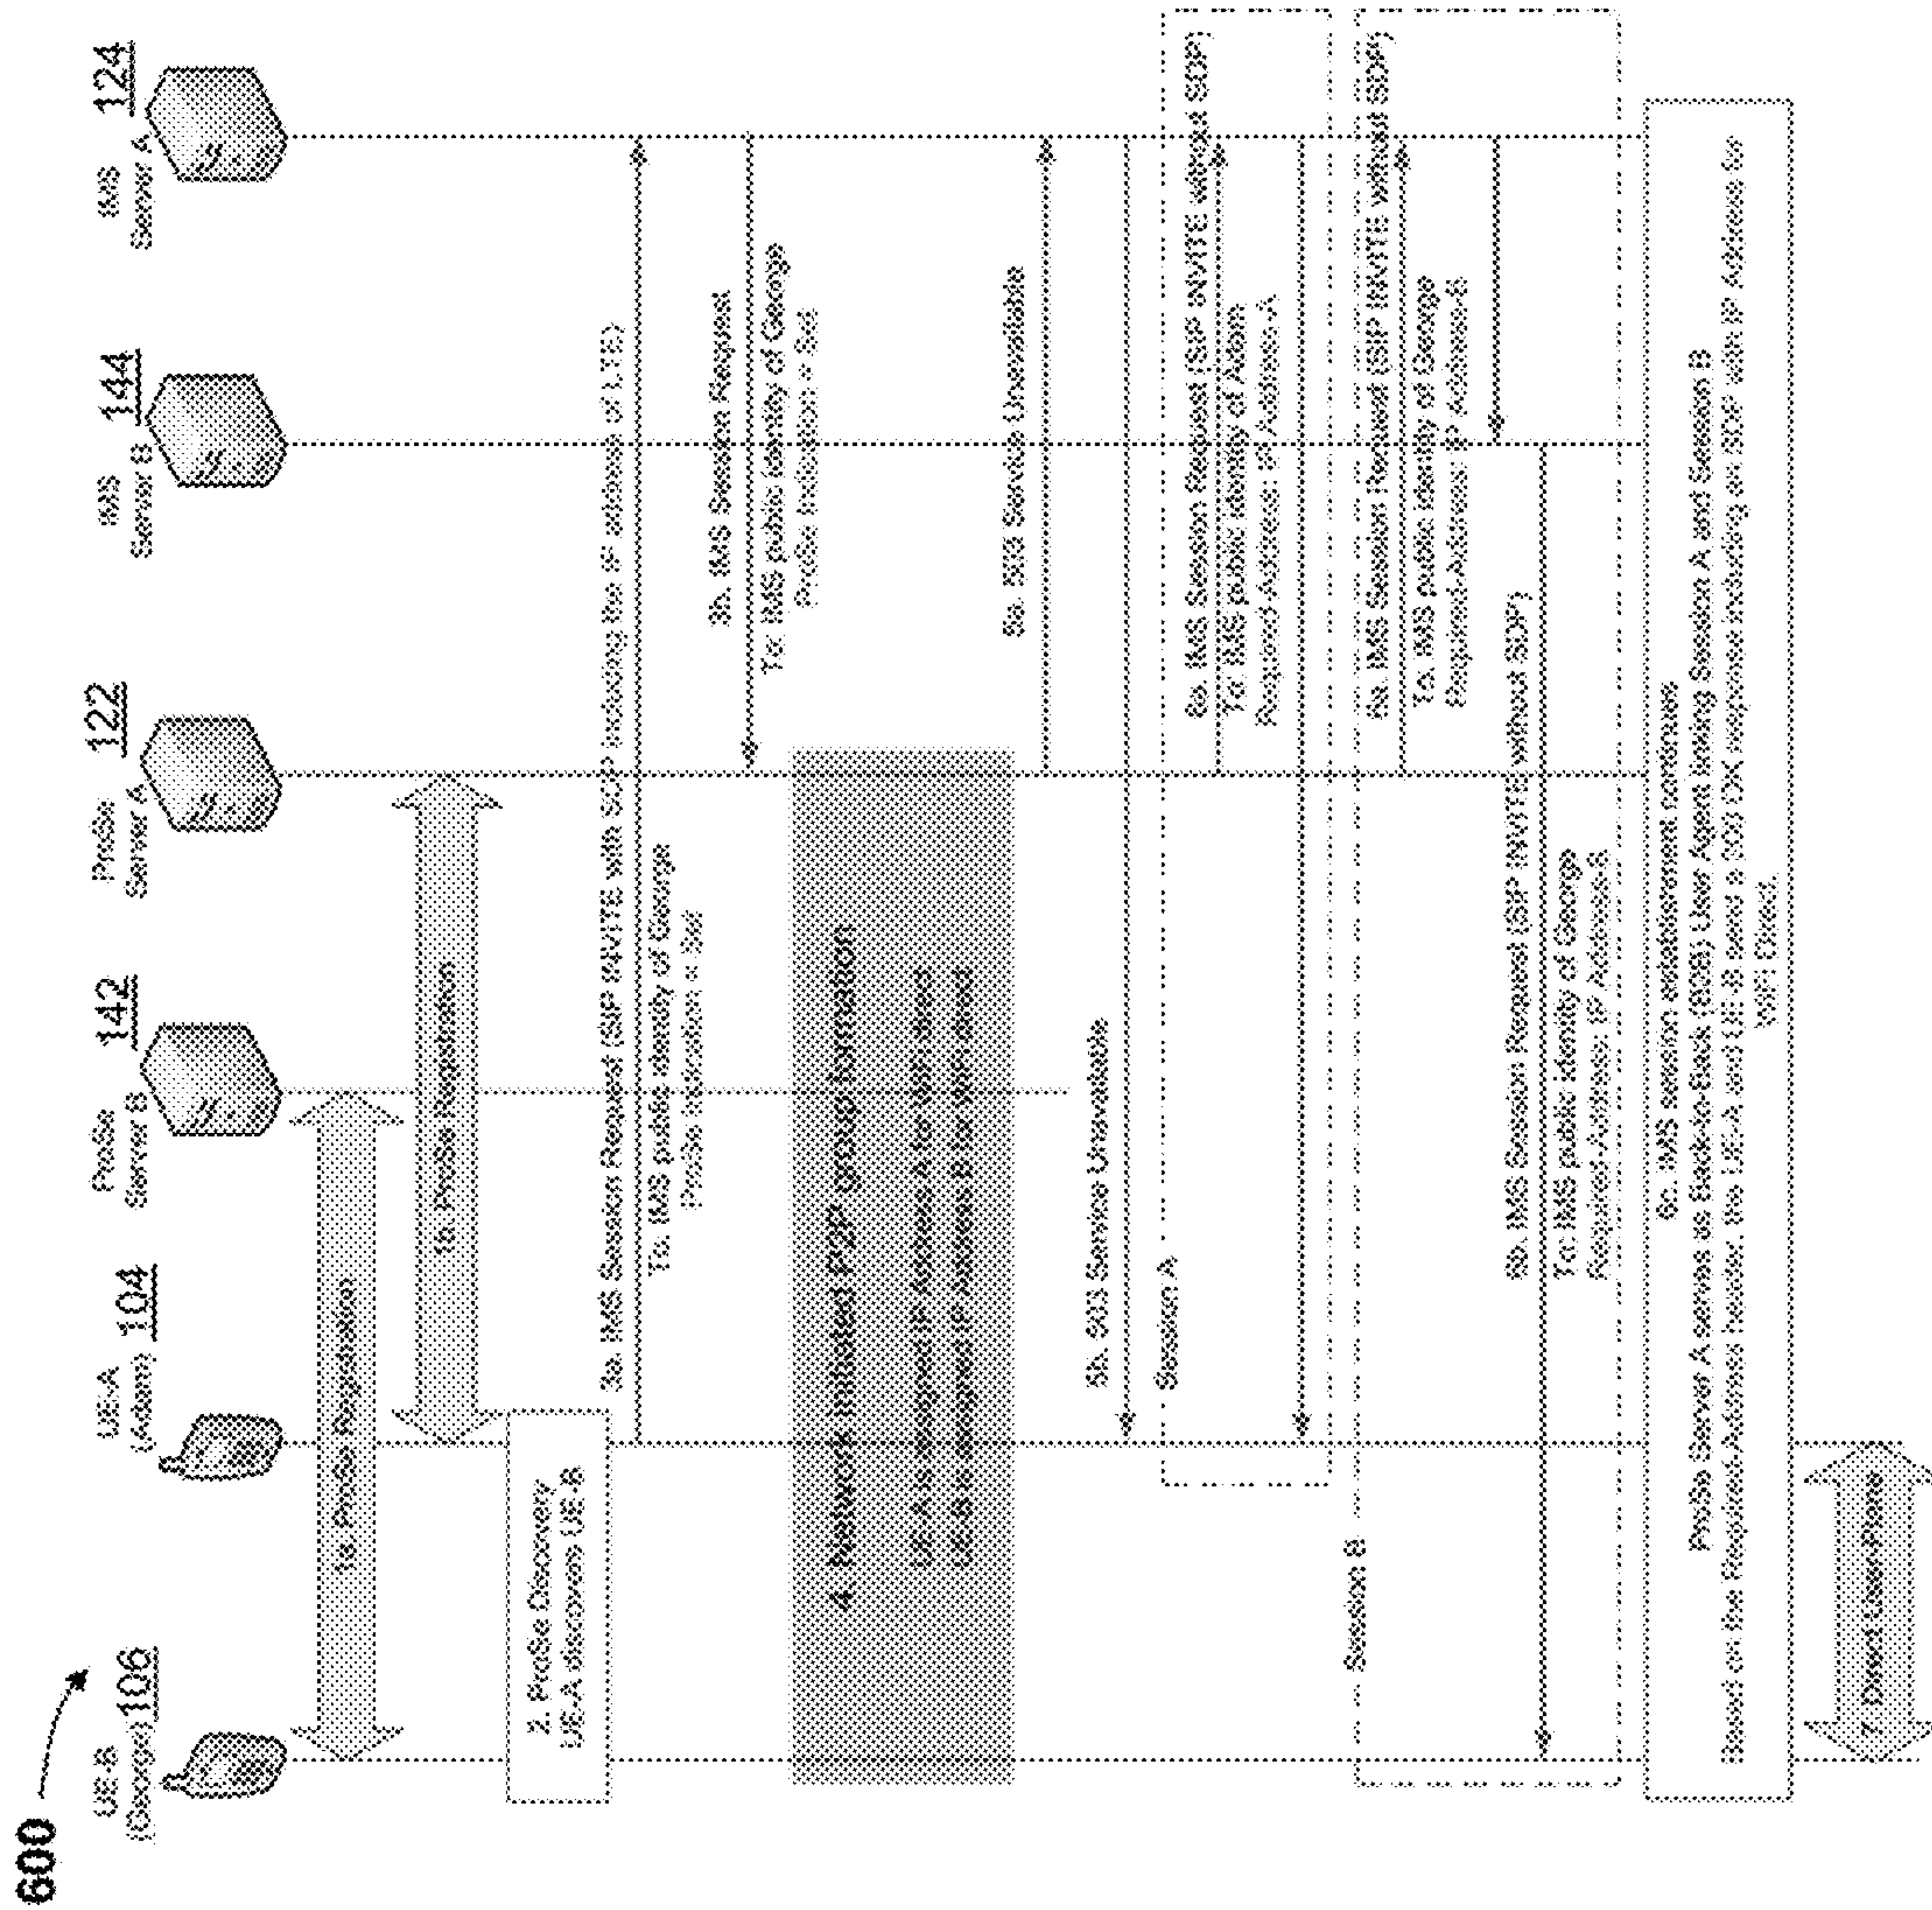 600
UE-B
(George) 106
UE-A
(Adam) 104
ProSe
Server B 142
ProSe
Server A 122
IMS
Server B 144
IMS
Server A 124
1a. ProSe Registration
1b. ProSe Registration
2. ProSe Discovery
UE-A discovers UE-B
3a. IMS Session Request (SIP INVITE with SDP including the IP address of LTE)
To: IMS public identity of George
ProSe Indication = Set
3b. IMS Session Request
To: IMS public identity of George
ProSe Indication = Set
4. Network initiated P2P group formation
UE-A is assigned IP Address A for WiFi direct
UE-B is assigned IP Address B for WiFi direct
5a. 503 Service Unavailable
5b. 503 Service Unavailable
Session A
6a. IMS Session Request (SIP INVITE without SDP)
To: IMS public identity of Adam
Required-Address: IP Address-A
Session B
6a. IMS Session Request (SIP INVITE without SDP)
To: IMS public identity of George
Required-Address: IP Address-B
6b. IMS Session Request (SIP INVITE without SDP)
To: IMS public identity of George
Required-Address: IP Address-B
6c. IMS session establishment continues
ProSe Server A serves as Back-to-Back (B2B) User Agent linking Session A and Session B
Based on the Required-Address header, the UE-A and UE-B send a 200 OK response including an SDP with IP Address for
WiFi Direct.
7. Direct User-Plane